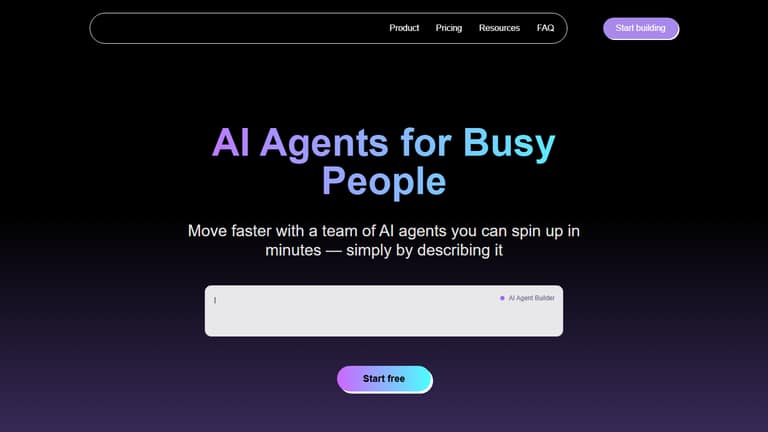 Product Pricing Resources FAQ
Start building
AI Agents for Busy
People
Move faster with a team of AI agents you can spin up in
minutes — simply by describing it
AI Agent Builder
Start free